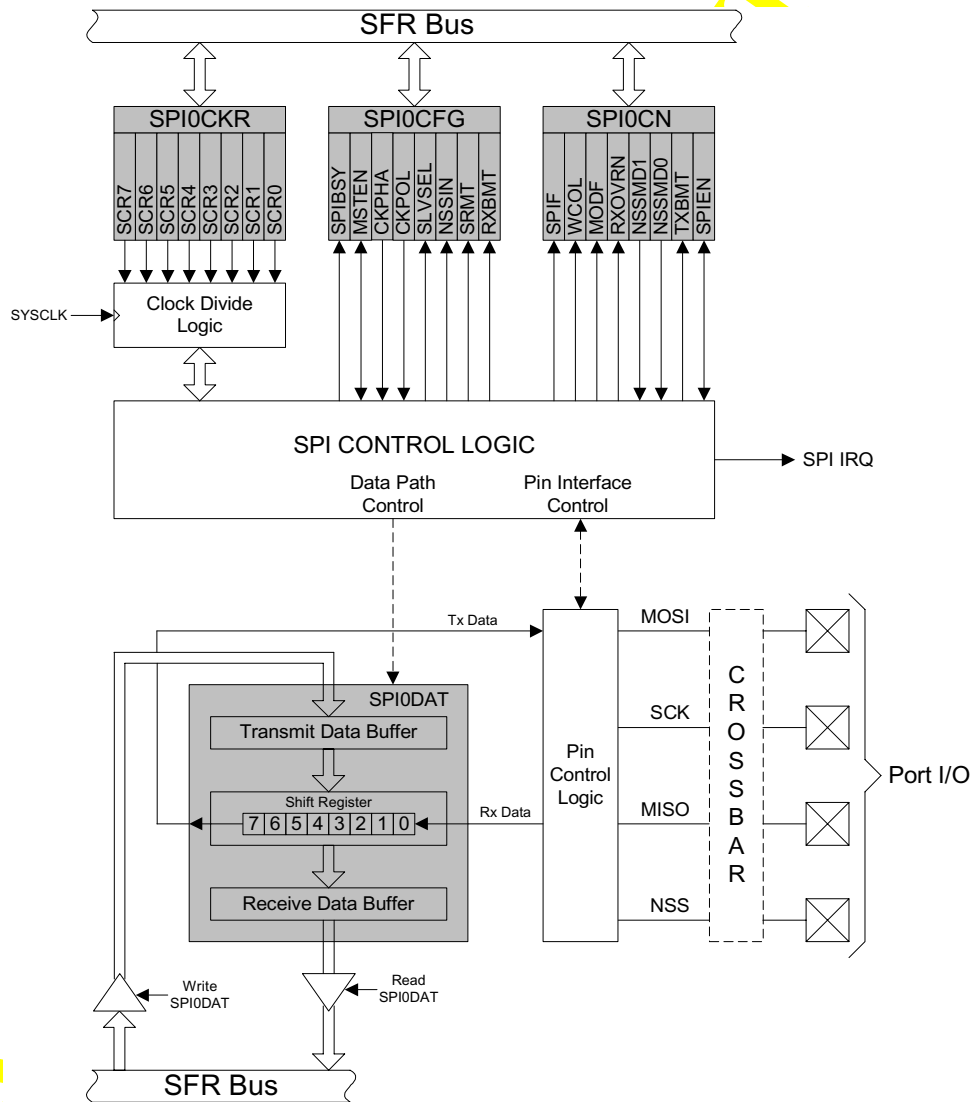 SFR Bus
SPI0CKR
SCR7
SCR6
SCR5
SCR4
SCR3
SCR2
SCR1
SCR0
SPI0CFG
SPIBSY
MSTEN
CKPHA
CKPOL
SLVSEL
NSSIN
SRMT
RXBMT
SPI0CN
SPIF
WCOL
MODF
RXOVRN
NSSMD1
NSSMD0
TXBMT
SPIEN
SYSCLK
Clock Divide
Logic
SPI CONTROL LOGIC
Data Path
Control
Pin Interface
Control
SPI IRQ
Tx Data
SPI0DAT
Transmit Data Buffer
Shift Register
7 6 5 4 3 2 1 0
Rx Data
Receive Data Buffer
Pin
Control
Logic
MOSI
SCK
MISO
NSS
CROSSBAR
Port I/O
Write
SPI0DAT
Read
SPI0DAT
SFR Bus